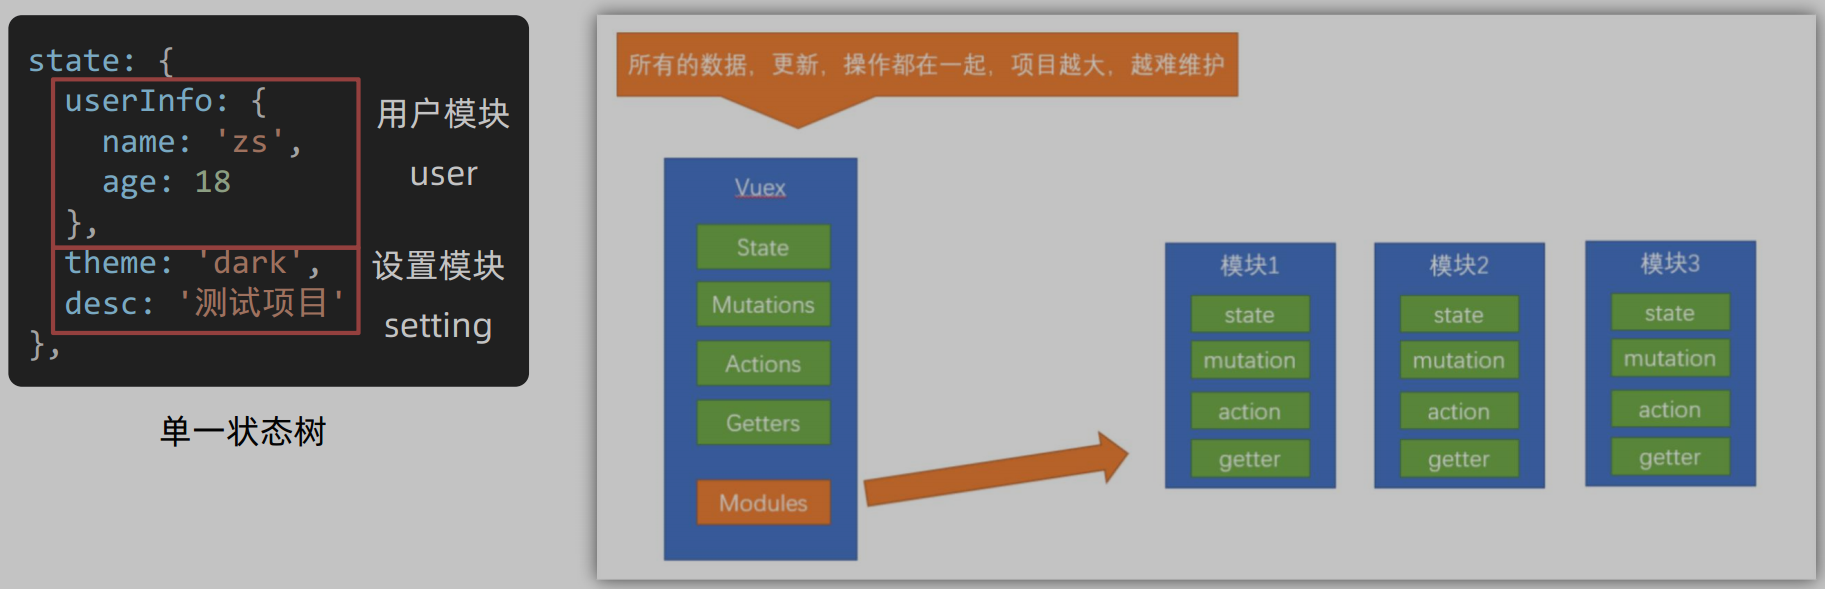 state: {
userInfo: {
name: 'zs',
age: 18
},
theme: 'dark',
desc: '测试项目'
},
用户模块
user
设置模块
setting
单一状态树
所有的数据，更新，操作都在一起，项目越大，越难维护
Vuex
State
Mutations
Actions
Getters
Modules
模块1
state
mutation
action
getter
模块2
state
mutation
action
getter
模块3
state
mutation
action
getter